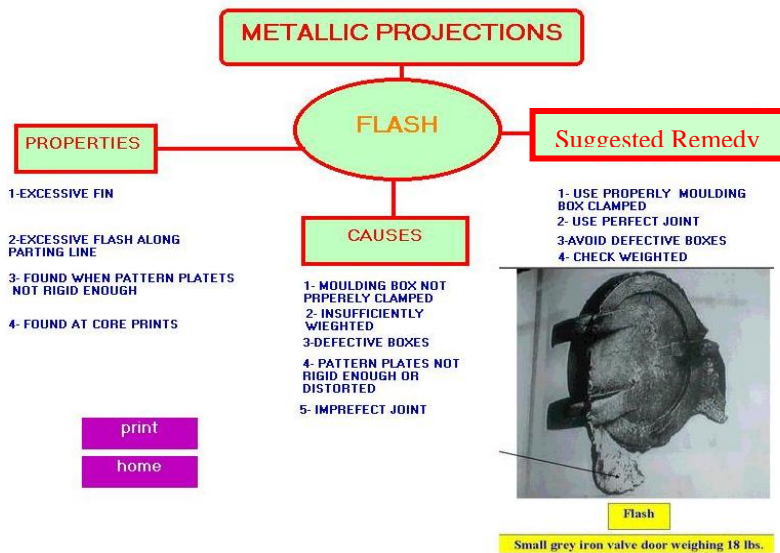 METALLIC PROJECTIONS
FLASH
PROPERTIES
1-EXCESSIVE FIN
2-EXCESSIVE FLASH ALONG
PARTING LINE
3- FOUND WHEN PATTERN PLATETS
NOT RIGID ENOUGH
4- FOUND AT CORE PRINTS
CAUSES
1- MOULDING BOX NOT
PRPERELY CLAMPED
2- INSUFFICIENTLY
WIEGHTED
3-DEFECTIVE BOXES
4- PATTERN PLATES NOT
RIGID ENOUGH OR
DISTORTED
5- IMPREFECT JOINT
Suggested Remedy
1- USE PROPERLY MOULDING
BOX CLAMPED
2- USE PERFECT JOINT
3-AVOID DEFECTIVE BOXES
4- CHECK WEIGHTED
Flash
Small grey iron valve door weighing 18 lbs.
print
home